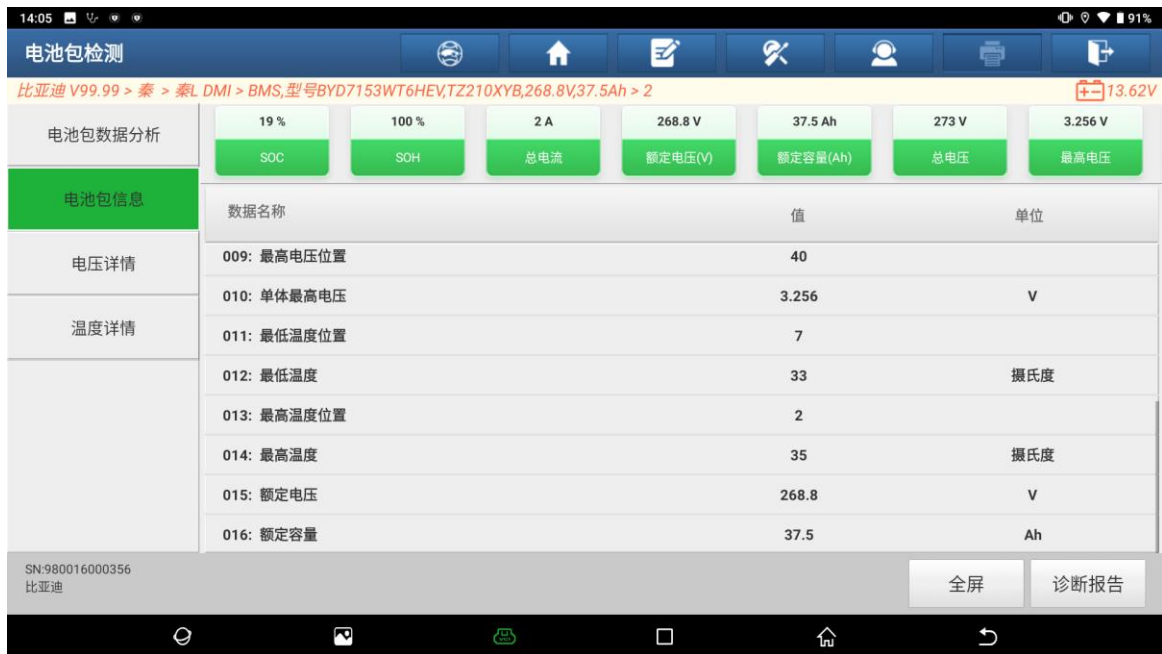 14:05
91%
电池包检测
比亚迪 V99.99 > 秦 > 秦L DMI > BMS,型号BYD7153WT6HEV,TZ210XYB,268.8V,37.5Ah > 2
13.62V
电池包数据分析
电池包信息
电压详情
温度详情
19 % 100 % 2 A 268.8 V 37.5 Ah 273 V 3.256 V
SOC SOH 总电流 额定电压(V) 额定容量(Ah) 总电压 最高电压
数据名称 值 单位
009: 最高电压位置 40
010: 单体最高电压 3.256 V
011: 最低温度位置 7
012: 最低温度 33 摄氏度
013: 最高温度位置 2
014: 最高温度 35 摄氏度
015: 额定电压 268.8 V
016: 额定容量 37.5 Ah
SN:980016000356
比亚迪
全屏 诊断报告